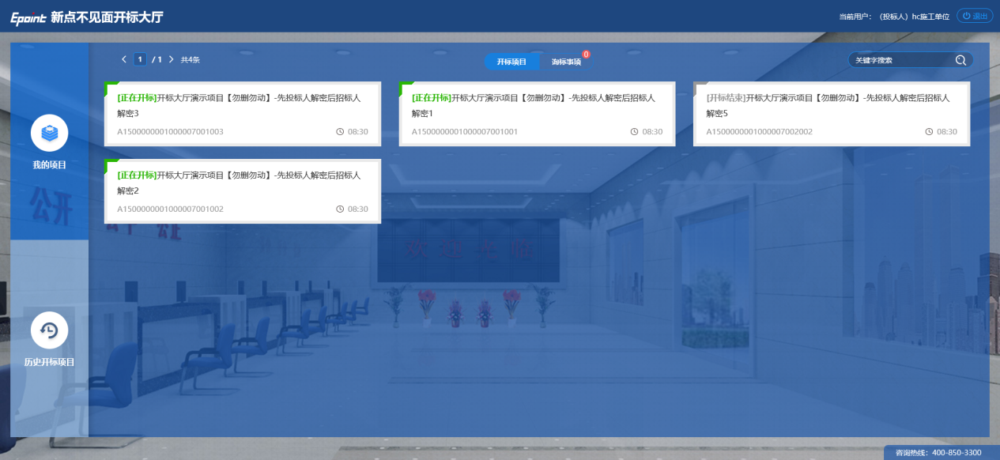 Epoint 新点不见面开标大厅
当前用户：（投标人）hc施工单位
退出
1 / 1 共4条
开标项目
询标事项
0
关键字搜索
我的项目
历史开标项目
[正在开标]开标大厅演示项目【勿删勿动】-先投标人解密后招标人
解密3
A1500000001000007001003
08:30
[正在开标]开标大厅演示项目【勿删勿动】-先投标人解密后招标人
解密1
A1500000001000007001001
08:30
[开标结束]开标大厅演示项目【勿删勿动】-先投标人解密后招标人
解密5
A1500000001000007002002
08:30
[正在开标]开标大厅演示项目【勿删勿动】-先投标人解密后招标人
解密2
A1500000001000007001002
08:30
公开
欢迎光临
咨询热线：400-850-3300